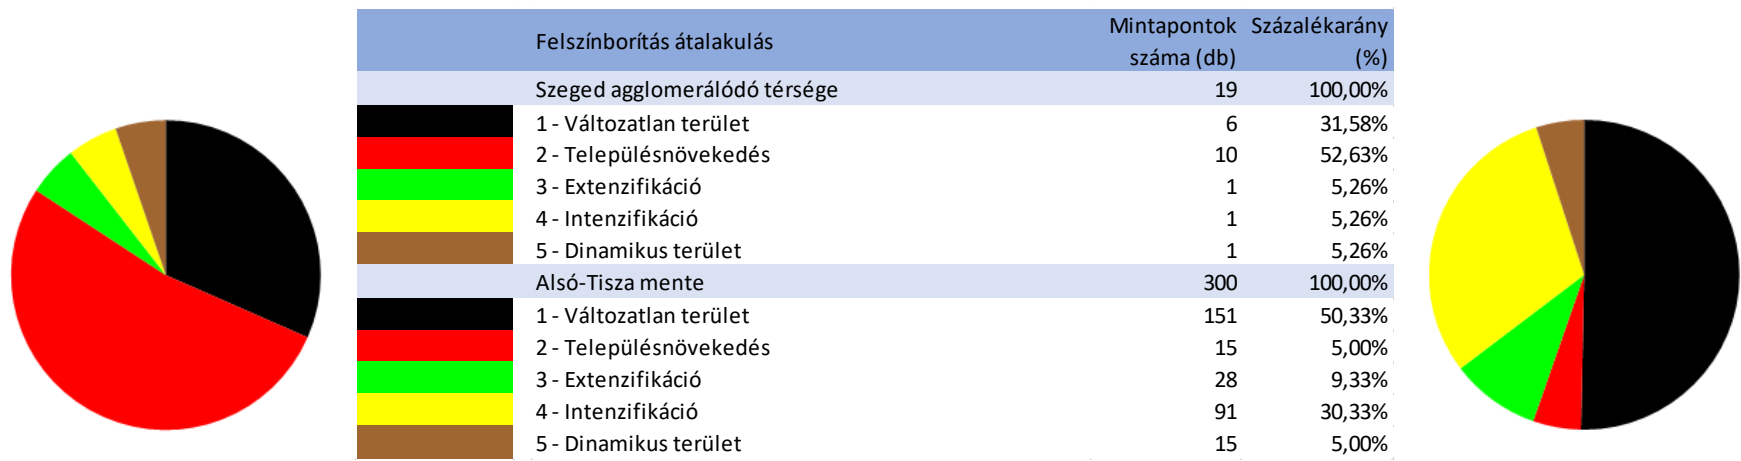 Felszínborítás átalakulás Mintapontok száma (db) Százalékarány (%)
Szeged agglomerálódó térsége 19 100,00%
1 - Változatlan terület 6 31,58%
2 - Településnövekedés 10 52,63%
3 - Extenzifikáció 1 5,26%
4 - Intenzifikáció 1 5,26%
5 - Dinamikus terület 1 5,26%
Alsó-Tisza mente 300 100,00%
1 - Változatlan terület 151 50,33%
2 - Településnövekedés 15 5,00%
3 - Extenzifikáció 28 9,33%
4 - Intenzifikáció 91 30,33%
5 - Dinamikus terület 15 5,00%